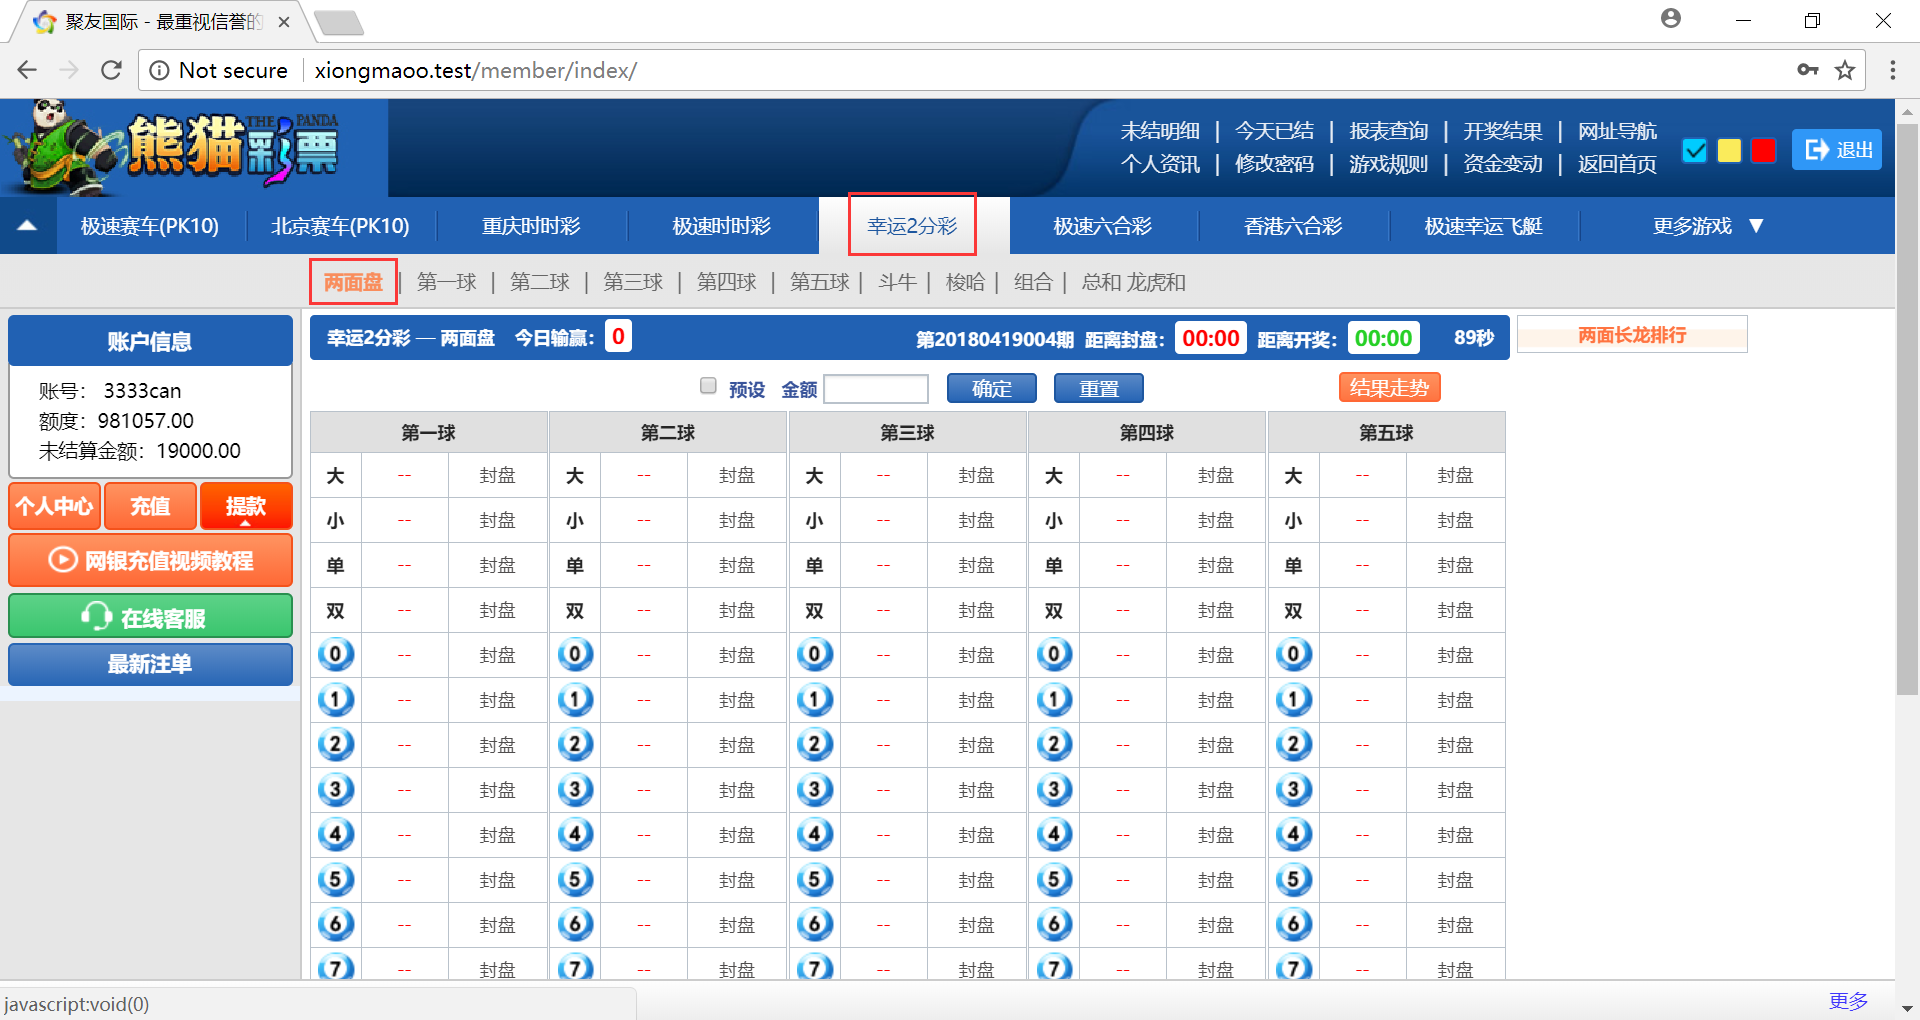 聚友国际 - 最重视信誉的
Not secure | xiongmaoo.test/member/index/
熊猫彩票 THE PANDA
未结明细 | 今天已结 | 报表查询 | 开奖结果 | 网址导航
个人资讯 | 修改密码 | 游戏规则 | 资金变动 | 返回首页
退出
极速赛车(PK10) 北京赛车(PK10) 重庆时时彩 极速时时彩 幸运2分彩 极速六合彩 香港六合彩 极速幸运飞艇 更多游戏 ▼
两面盘 | 第一球 | 第二球 | 第三球 | 第四球 | 第五球 | 斗牛 | 梭哈 | 组合 | 总和 龙虎和
账户信息
账号： 3333can
额度：981057.00
未结算金额：19000.00
个人中心 充值 提款
网银充值视频教程
在线客服
最新注单
幸运2分彩 — 两面盘 今日输赢： 0 第20180419004期 距离封盘： 00:00 距离开奖： 00:00 89秒
两面长龙排行
预设 金额 确定 重置 结果走势
第一球 第二球 第三球 第四球 第五球
大 -- 封盘 大 -- 封盘 大 -- 封盘 大 -- 封盘 大 -- 封盘
小 -- 封盘 小 -- 封盘 小 -- 封盘 小 -- 封盘 小 -- 封盘
单 -- 封盘 单 -- 封盘 单 -- 封盘 单 -- 封盘 单 -- 封盘
双 -- 封盘 双 -- 封盘 双 -- 封盘 双 -- 封盘 双 -- 封盘
0 -- 封盘 0 -- 封盘 0 -- 封盘 0 -- 封盘 0 -- 封盘
1 -- 封盘 1 -- 封盘 1 -- 封盘 1 -- 封盘 1 -- 封盘
2 -- 封盘 2 -- 封盘 2 -- 封盘 2 -- 封盘 2 -- 封盘
3 -- 封盘 3 -- 封盘 3 -- 封盘 3 -- 封盘 3 -- 封盘
4 -- 封盘 4 -- 封盘 4 -- 封盘 4 -- 封盘 4 -- 封盘
5 -- 封盘 5 -- 封盘 5 -- 封盘 5 -- 封盘 5 -- 封盘
6 -- 封盘 6 -- 封盘 6 -- 封盘 6 -- 封盘 6 -- 封盘
7 -- 封盘 7 -- 封盘 7 -- 封盘 7 -- 封盘 7 -- 封盘
javascript:void(0)
更多